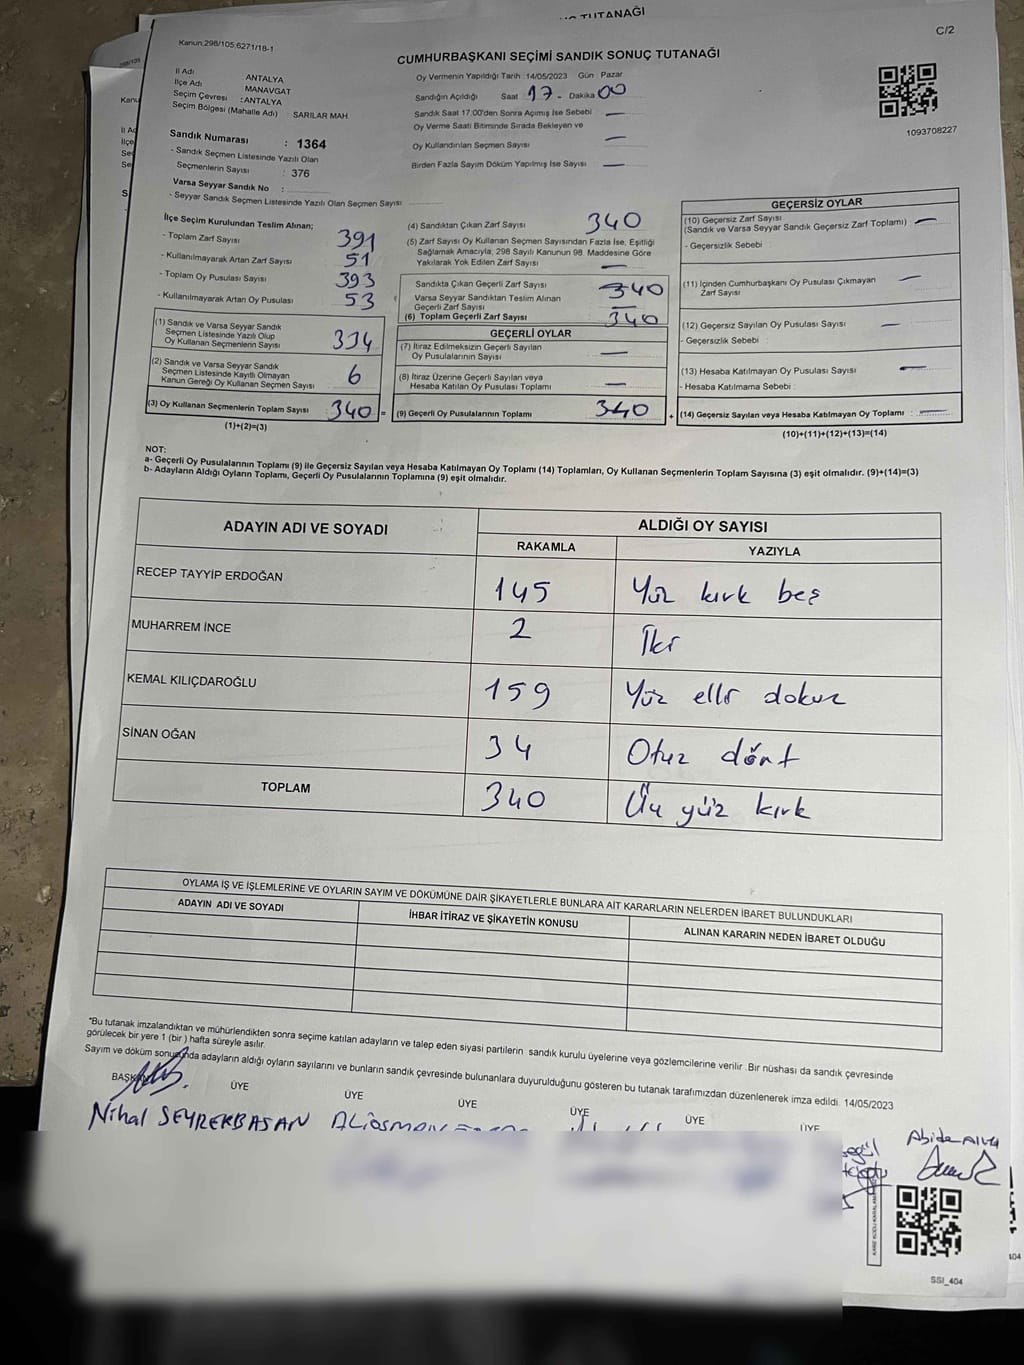 TUTANAĞI
C/2
Kanun:298/105,6271/18-1
CUMHURBAŞKANI SEÇİMİ SANDIK SONUÇ TUTANAĞI
İl Adı ANTALYA
İlçe Adı MANAVGAT
Seçim Çevresi :ANTALYA
Seçim Bölgesi (Mahalle Adı) : SARILAR MAH.
Oy Vermenin Yapıldığı Tarih :14/05/2023 Gün : Pazar
Sandığın Açıldığı Saat 17 - Dakika 00
Sandık Saat 17:00'den Sonra Açımış İse Sebebi —
Oy Verme Saati Bitiminde Sırada Bekleyen ve
Oy Kullandırılan Seçmen Sayısı —
Birden Fazla Sayım Döküm Yapılmış İse Sayısı —
1093708227
Sandık Numarası : 1364
- Sandık Seçmen Listesinde Yazılı Olan
Seçmenlerin Sayısı : 376
Varsa Seyyar Sandık No :
- Seyyar Sandık Seçmen Listesinde Yazılı Olan Seçmen Sayısı
İlçe Seçim Kurulundan Teslim Alınan;
- Toplam Zarf Sayısı 391
- Kullanılmayarak Artan Zarf Sayısı 51
- Toplam Oy Pusulası Sayısı 393
- Kullanılmayarak Artan Oy Pusulası 53
(1) Sandık ve Varsa Seyyar Sandık
Seçmen Listesinde Yazılı Olup
Oy Kullanan Seçmenlerin Sayısı 334
(2) Sandık ve Varsa Seyyar Sandık
Seçmen Listesinde Kayıtlı Olmayan
Kanun Gereği Oy Kullanan Seçmen Sayısı 6
(3) Oy Kullanan Seçmenlerin Toplam Sayısı 340 =
(1)+(2)=(3)
(4) Sandıktan Çıkan Zarf Sayısı 340
(5) Zarf Sayısı Oy Kullanan Seçmen Sayısından Fazla İse, Eşitliği
Sağlamak Amacıyla, 298 Sayılı Kanunun 98. Maddesine Göre
Yakılarak Yok Edilen Zarf Sayısı —
Sandıkta Çıkan Geçerli Zarf Sayısı 340
Varsa Seyyar Sandıktan Teslim Alınan
Geçerli Zarf Sayısı —
(6) Toplam Geçerli Zarf Sayısı 340
GEÇERLİ OYLAR
(7) İtiraz Edilmeksizin Geçerli Sayılan
Oy Pusulalarının Sayısı —
(8) İtiraz Üzerine Geçerli Sayılan veya
Hesaba Katılan Oy Pusulası Toplamı —
(9) Geçerli Oy Pusulalarının Toplamı 340 +
GEÇERSİZ OYLAR
(10) Geçersiz Zarf Sayısı —
(Sandık ve Varsa Seyyar Sandık Geçersiz Zarf Toplamı)
- Geçersizlik Sebebi :
(11) İçinden Cumhurbaşkanı Oy Pusulası Çıkmayan —
Zarf Sayısı
(12) Geçersiz Sayılan Oy Pusulası Sayısı —
- Geçersizlik Sebebi :
(13) Hesaba Katılmayan Oy Pusulası Sayısı —
- Hesaba Katılmama Sebebi :
(14) Geçersiz Sayılan veya Hesaba Katılmayan Oy Toplamı : —
(10)+(11)+(12)+(13)=(14)
NOT:
a- Geçerli Oy Pusulalarının Toplamı (9) ile Geçersiz Sayılan veya Hesaba Katılmayan Oy Toplamı (14) Toplamları, Oy Kullanan Seçmenlerin Toplam Sayısına (3) eşit olmalıdır. (9)+(14)=(3)
b- Adayların Aldığı Oyların Toplamı, Geçerli Oy Pusulalarının Toplamına (9) eşit olmalıdır.
ADAYIN ADI VE SOYADI ALDIĞI OY SAYISI
RAKAMLA YAZIYLA
RECEP TAYYİP ERDOĞAN 145 Yüz kırk beş
MUHARREM İNCE 2 İki
KEMAL KILIÇDAROĞLU 159 Yüz elli dokuz
SİNAN OĞAN 34 Otuz dört
TOPLAM 340 Üç yüz kırk
OYLAMA İŞ VE İŞLEMLERİNE VE OYLARIN SAYIM VE DÖKÜMÜNE DAİR ŞİKAYETLERLE BUNLARA AİT KARARLARIN NELERDEN İBARET BULUNDUKLARI
ADAYIN ADI VE SOYADI İHBAR İTİRAZ VE ŞİKAYETİN KONUSU ALINAN KARARIN NEDEN İBARET OLDUĞU
*Bu tutanak imzalandıktan ve mühürlendikten sonra seçime katılan adayların ve talep eden siyasi partilerin sandık kurulu üyelerine veya gözlemcilerine verilir .Bir nüshası da sandık çevresinde
görülecek bir yere 1 (bir ) hafta süreyle asılır.
Sayım ve döküm sonucunda adayların aldığı oyların sayılarını ve bunların sandık çevresinde bulunanlara duyurulduğunu gösteren bu tutanak tarafımızdan düzenlenerek imza edildi. 14/05/2023
BAŞKAN ÜYE ÜYE ÜYE ÜYE ÜYE ÜYE
Nihal SEYREKBASAN
SSİ_404